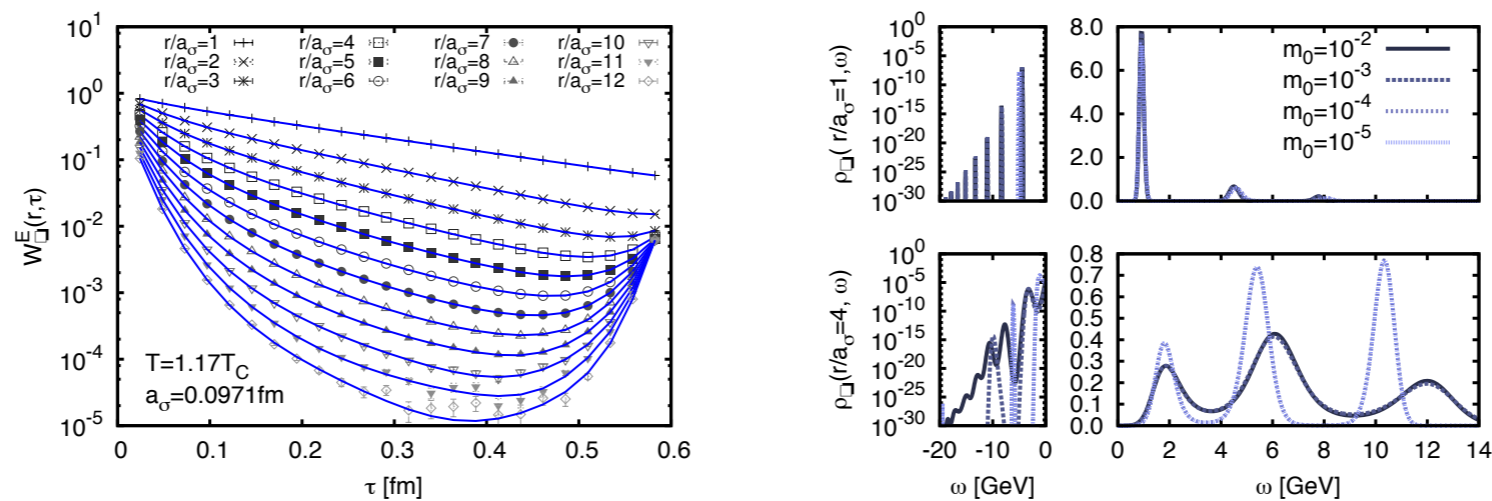 10^1
10^0
10^-1
10^-2
10^-3
10^-4
10^-5
W_□^E(r,τ)
r/a_σ=1 r/a_σ=4 r/a_σ=7 r/a_σ=10
r/a_σ=2 r/a_σ=5 r/a_σ=8 r/a_σ=11
r/a_σ=3 r/a_σ=6 r/a_σ=9 r/a_σ=12
T=1.17T_C
a_σ=0.0971fm
0 0.1 0.2 0.3 0.4 0.5 0.6
τ [fm]
ρ_□(r/a_σ=1,ω)
10^0
10^-5
10^-10
10^-15
10^-20
10^-25
10^-30
8.0
6.0
4.0
2.0
0.0
m_0=10^-2
m_0=10^-3
m_0=10^-4
m_0=10^-5
ρ_□(r/a_σ=4, ω)
10^0
10^-5
10^-10
10^-15
10^-20
10^-25
10^-30
0.8
0.7
0.6
0.5
0.4
0.3
0.2
0.1
0.0
-20 -10 0
ω [GeV]
0 2 4 6 8 10 12 14
ω [GeV]